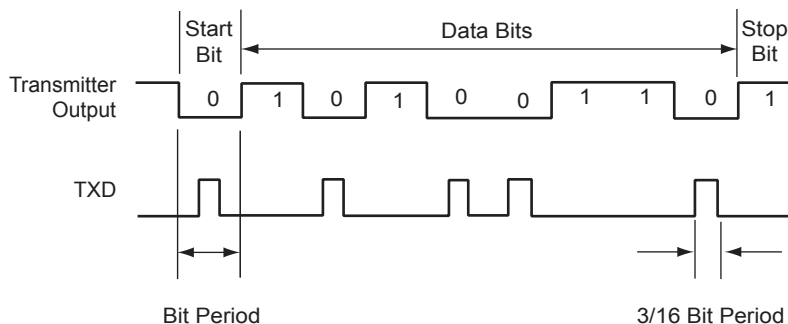 Start
Bit
Data Bits
Stop
Bit
Transmitter
Output
0 1 0 1 0 0 1 1 0 1
TXD
Bit Period
3/16 Bit Period